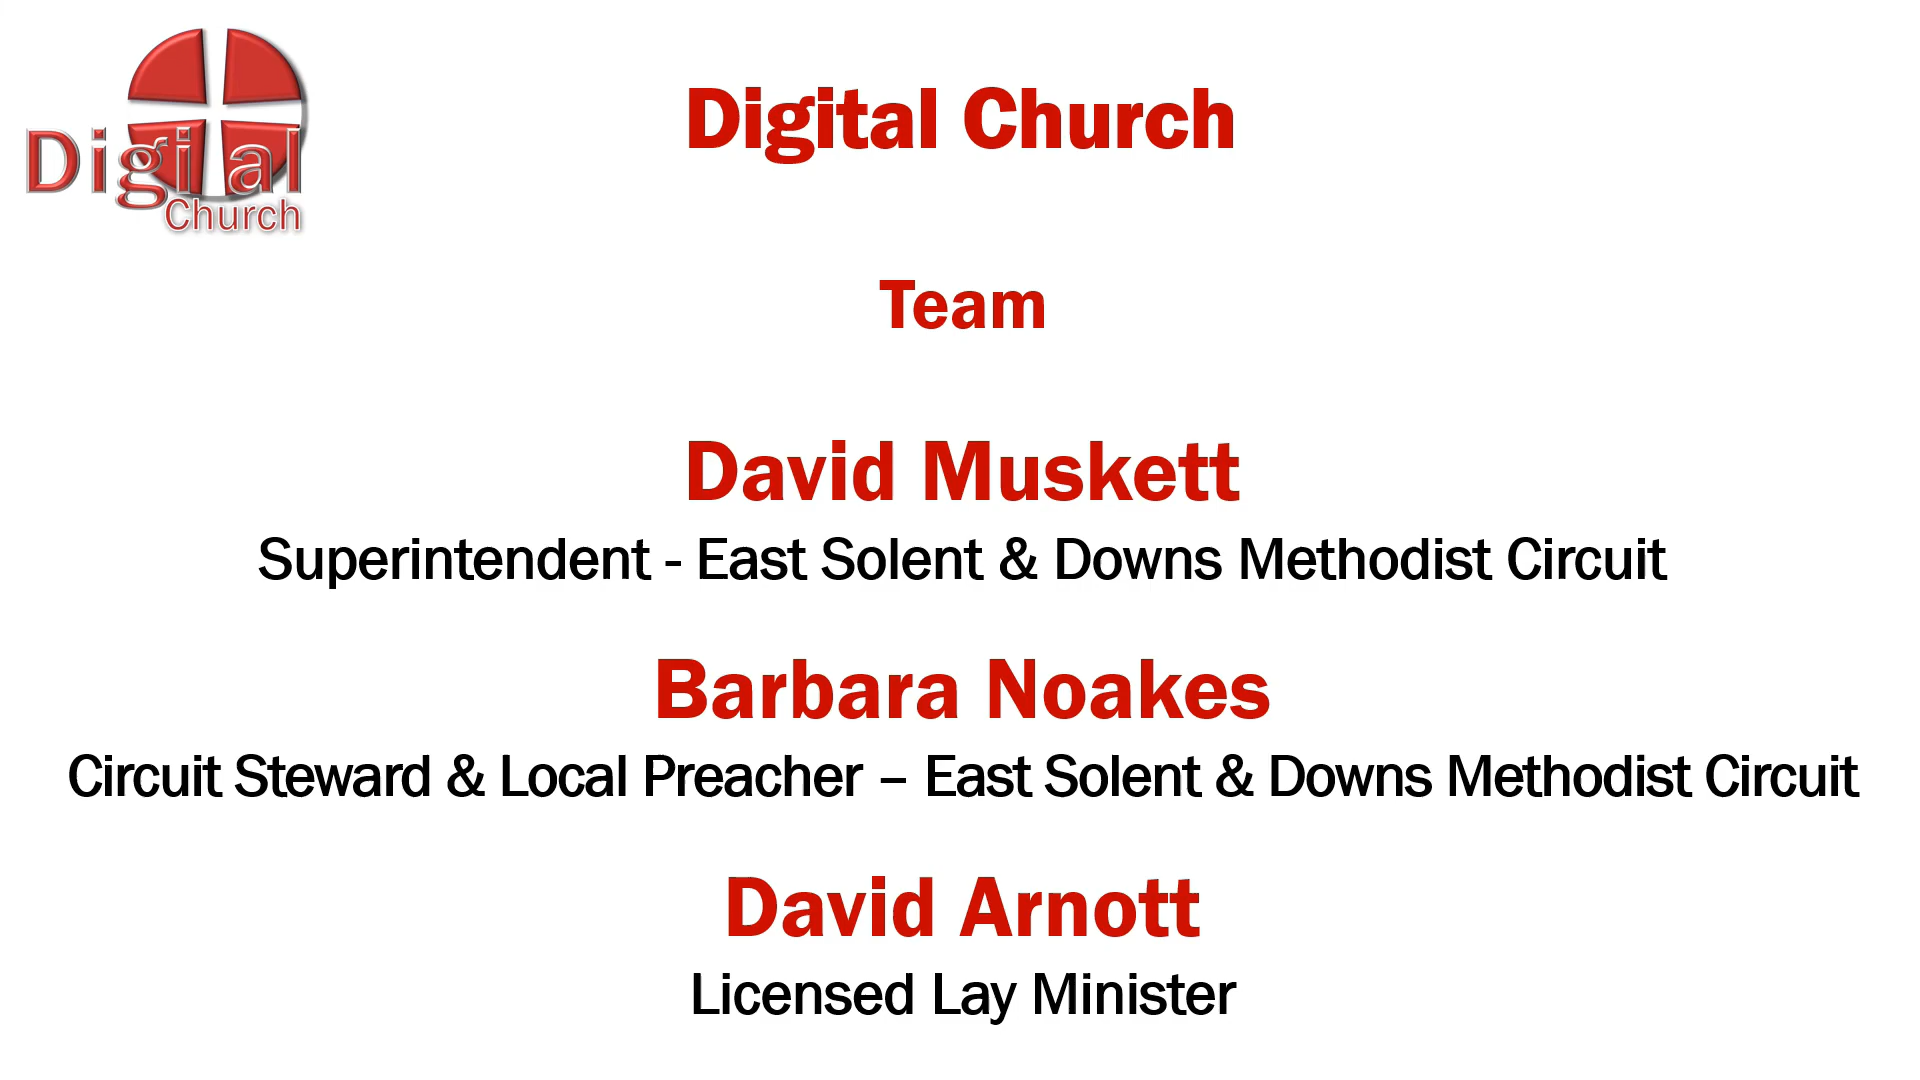 Digital
Church
Digital Church
Team
David Muskett
Superintendent - East Solent & Downs Methodist Circuit
Barbara Noakes
Circuit Steward & Local Preacher – East Solent & Downs Methodist Circuit
David Arnott
Licensed Lay Minister